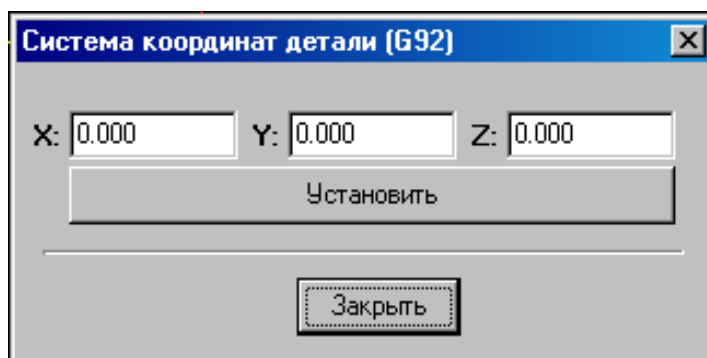 Система координат детали (G92)
X: 0.000 Y: 0.000 Z: 0.000
Установить
Закрыть